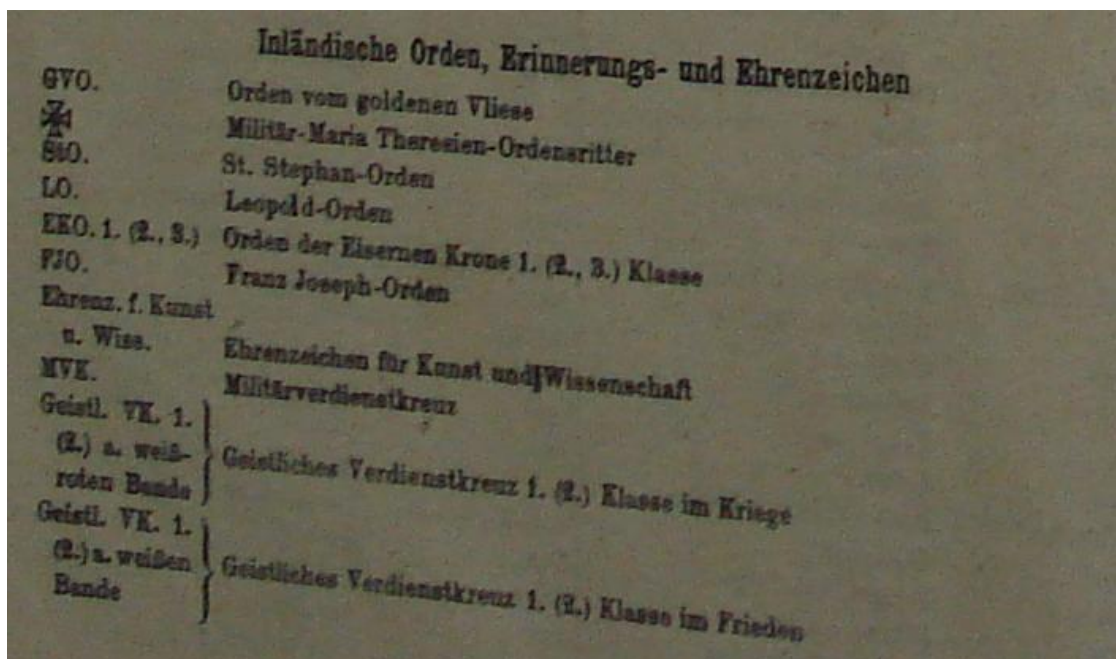 Inländische Orden, Erinnerungs- und Ehrenzeichen
GVO. Orden vom goldenen Vliese
✠ Militär-Maria Theresien-Ordensritter
StO. St. Stephan-Orden
LO. Leopold-Orden
EKO. 1. (2., 3.) Orden der Eisernen Krone 1. (2., 3.) Klasse
FJO. Franz Joseph-Orden
Ehrenz. f. Kunst
u. Wiss. Ehrenzeichen für Kunst und Wissenschaft
MVK. Militärverdienstkreuz
Geistl. VK. 1.
(2.) a. weiß- Geistliches Verdienstkreuz 1. (2.) Klasse im Kriege
roten Bande
Geistl. VK. 1.
(2.) a. weißen Geistliches Verdienstkreuz 1. (2.) Klasse im Frieden
Bande